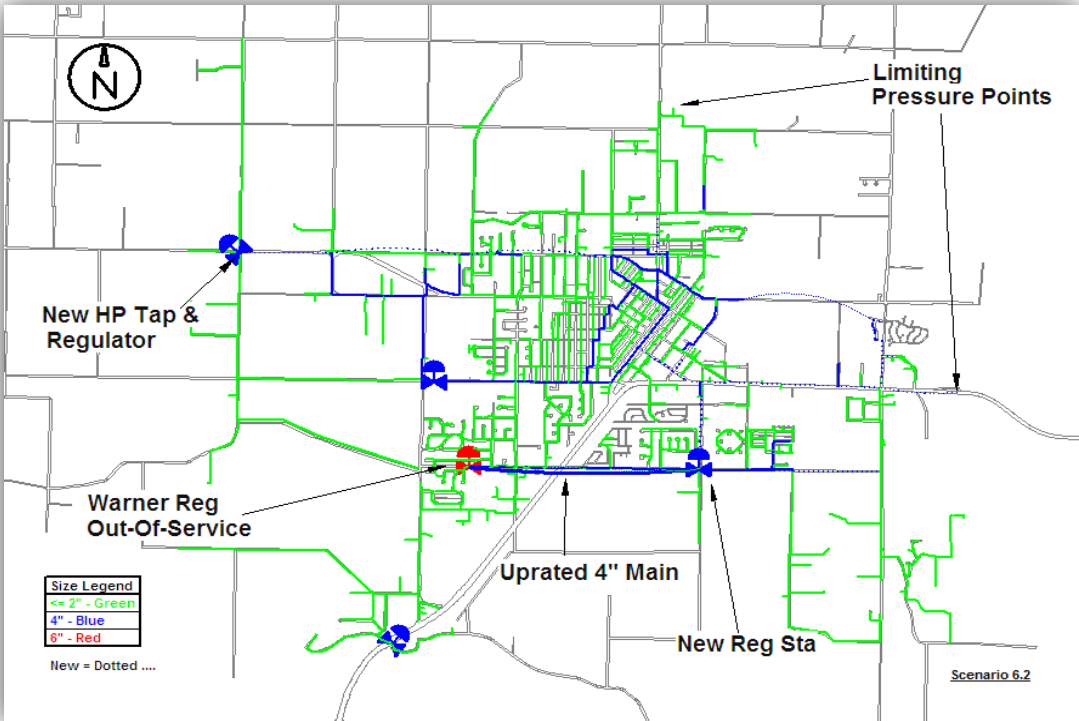 N
Limiting
Pressure Points
New HP Tap &
Regulator
Warner Reg
Out-Of-Service
Uprated 4" Main
New Reg Sta
Size Legend
<= 2" - Green
4" - Blue
6" - Red
New = Dotted ....
Scenario 6.2